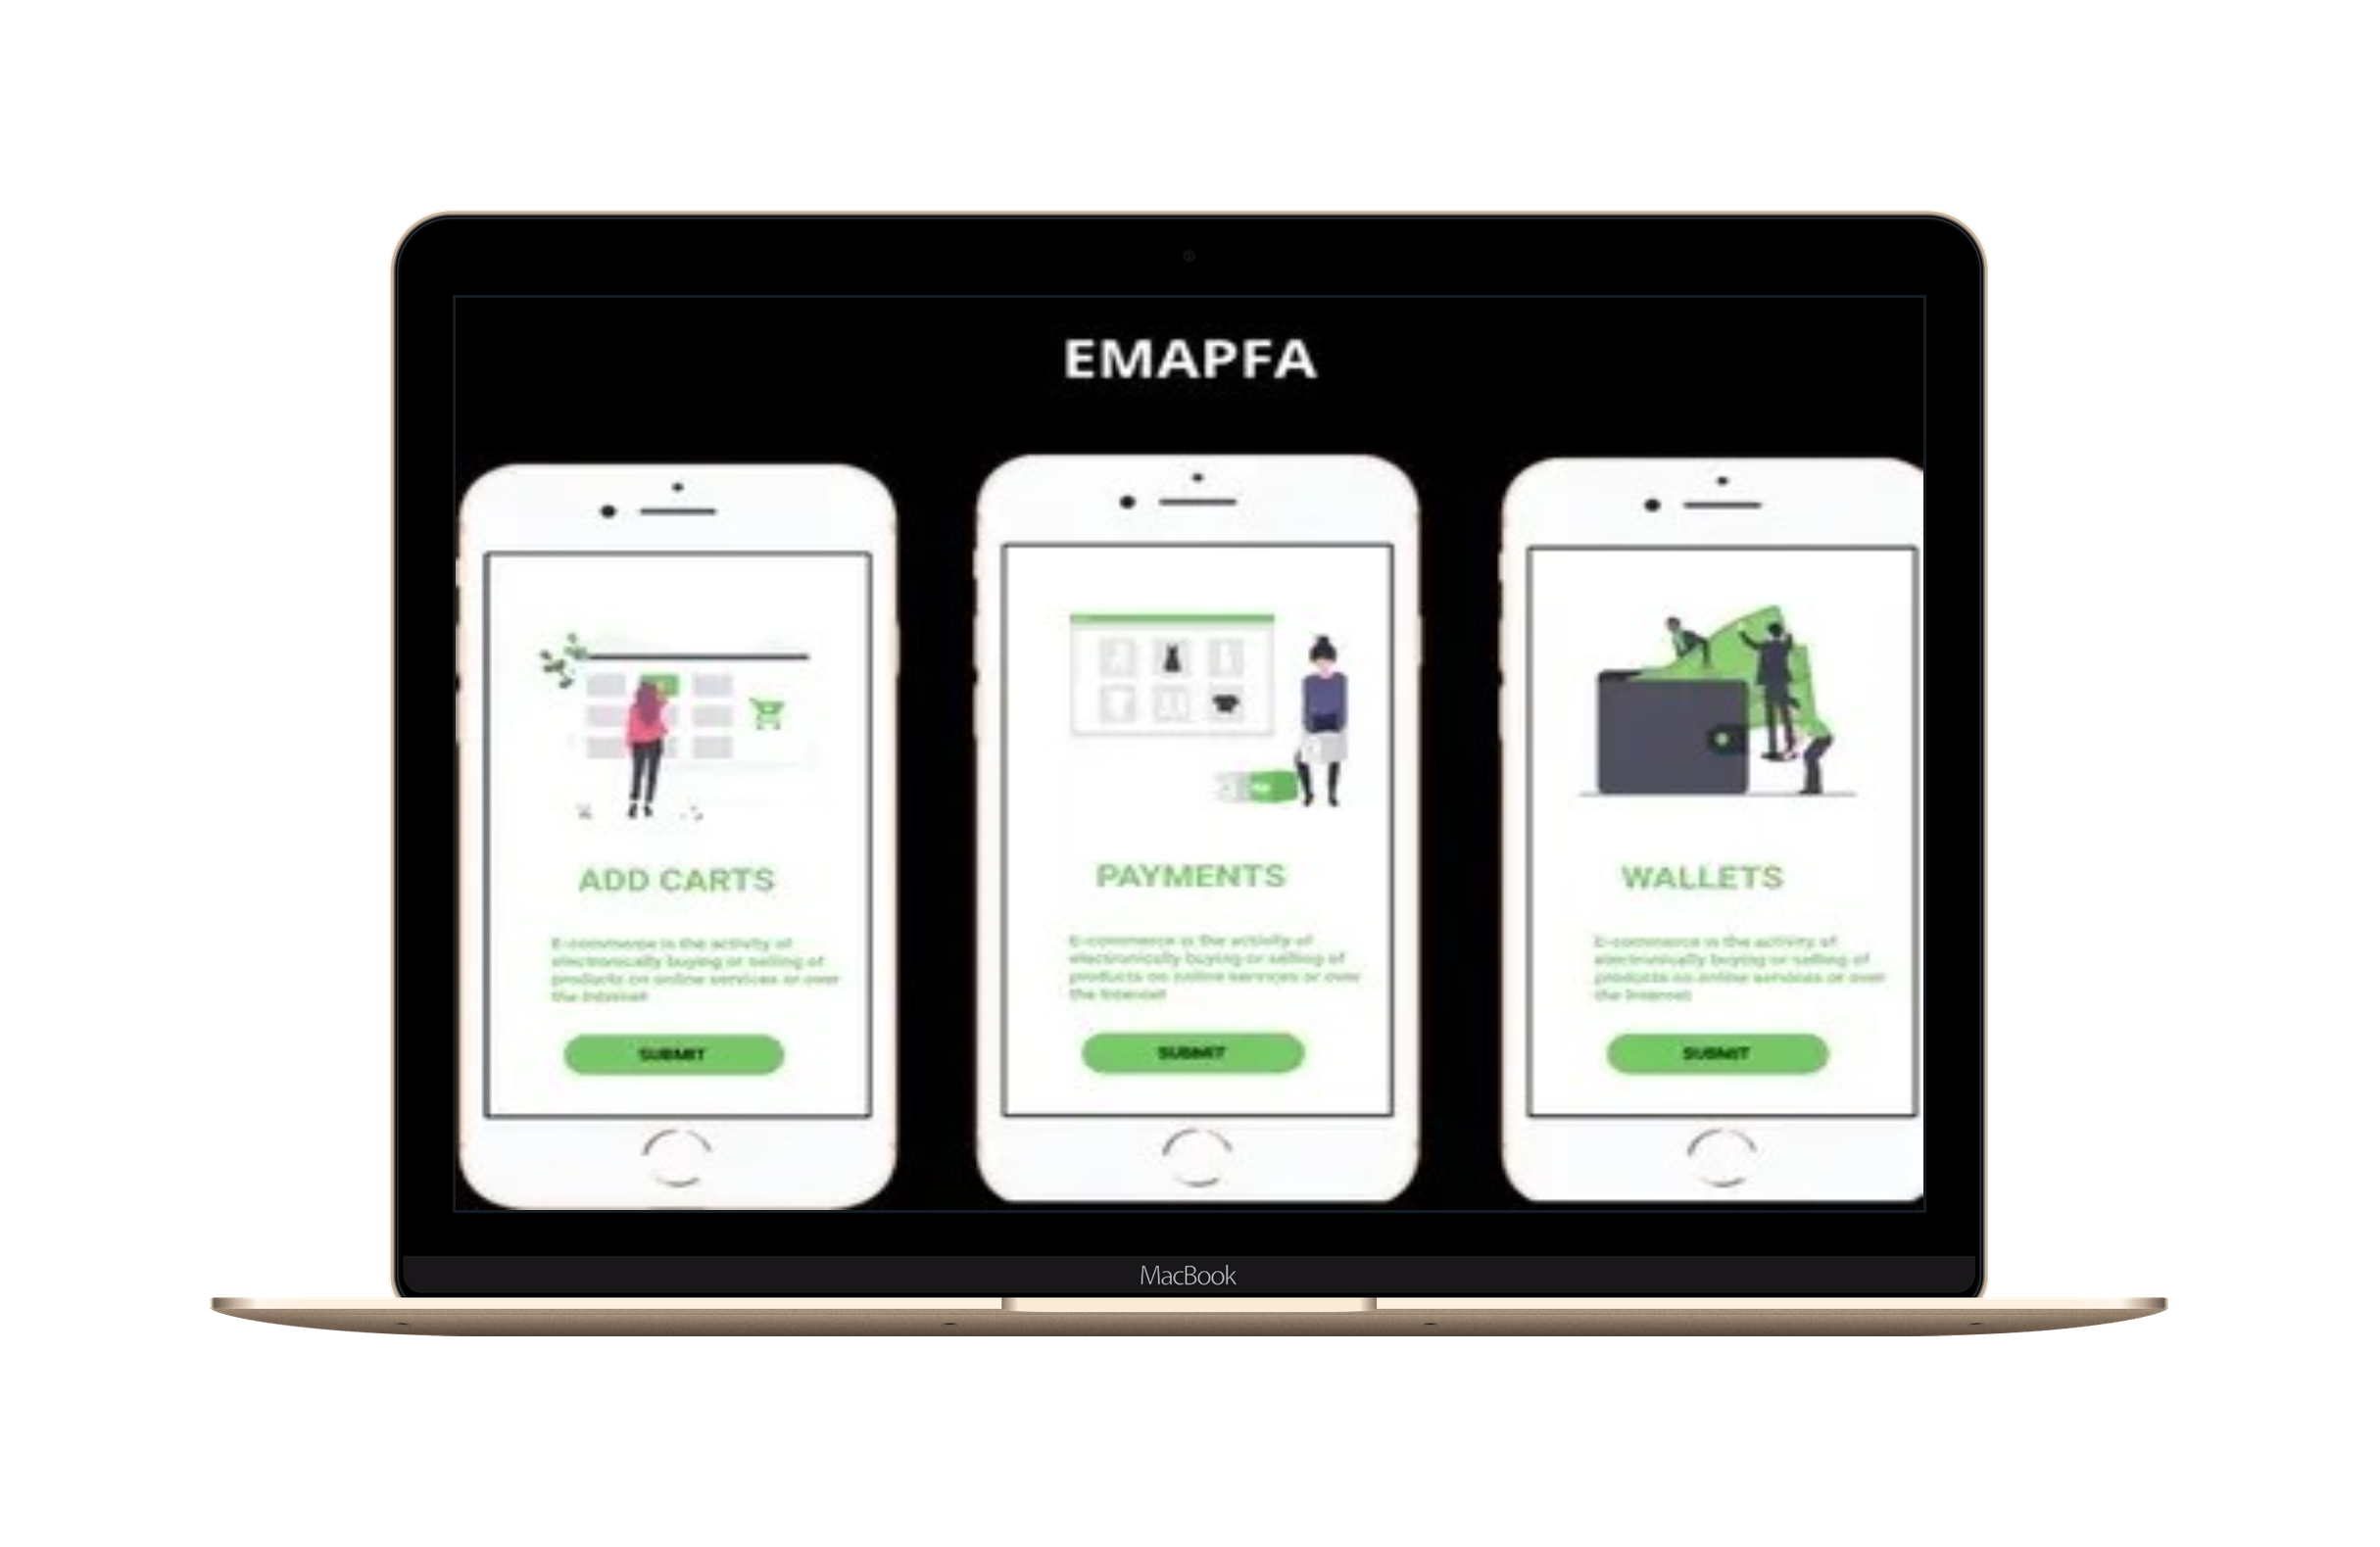 EMAPFA
ADD CARTS
E-commerce is the activity of
electronically buying or selling of
products on online services or over
the Internet
SUBMIT
PAYMENTS
E-commerce is the activity of
electronically buying or selling of
products on online services or over
the Internet
SUBMIT
WALLETS
E-commerce is the activity of
electronically buying or selling of
products on online services or over
the Internet
SUBMIT
MacBook